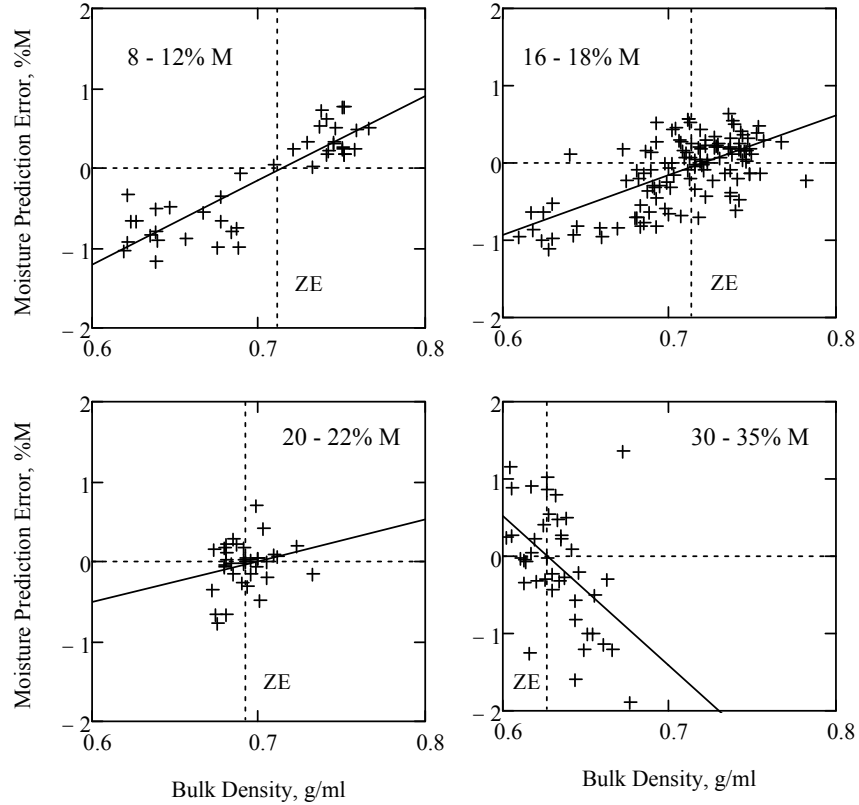 Moisture Prediction Error, %M
2
1
0
– 1
– 2
8 - 12% M
ZE
0.6
0.7
0.8
2
1
0
– 1
– 2
16 - 18% M
ZE
0.6
0.7
0.8
Moisture Prediction Error, %M
2
1
0
– 1
– 2
20 - 22% M
ZE
0.6
0.7
0.8
Bulk Density, g/ml
2
1
0
– 1
– 2
30 - 35% M
ZE
0.6
0.7
0.8
Bulk Density, g/ml